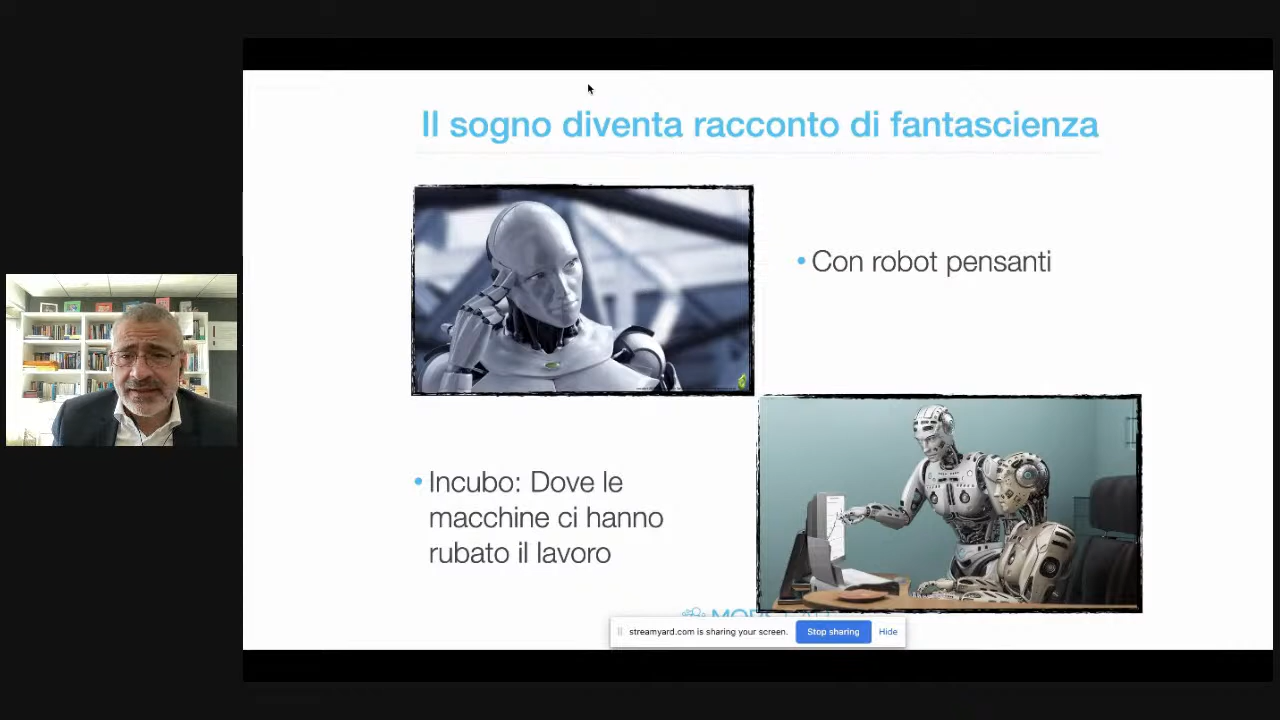 Il sogno diventa racconto di fantascienza
• Con robot pensanti
• Incubo: Dove le
macchine ci hanno
rubato il lavoro
streamyard.com is sharing your screen.
Stop sharing
Hide